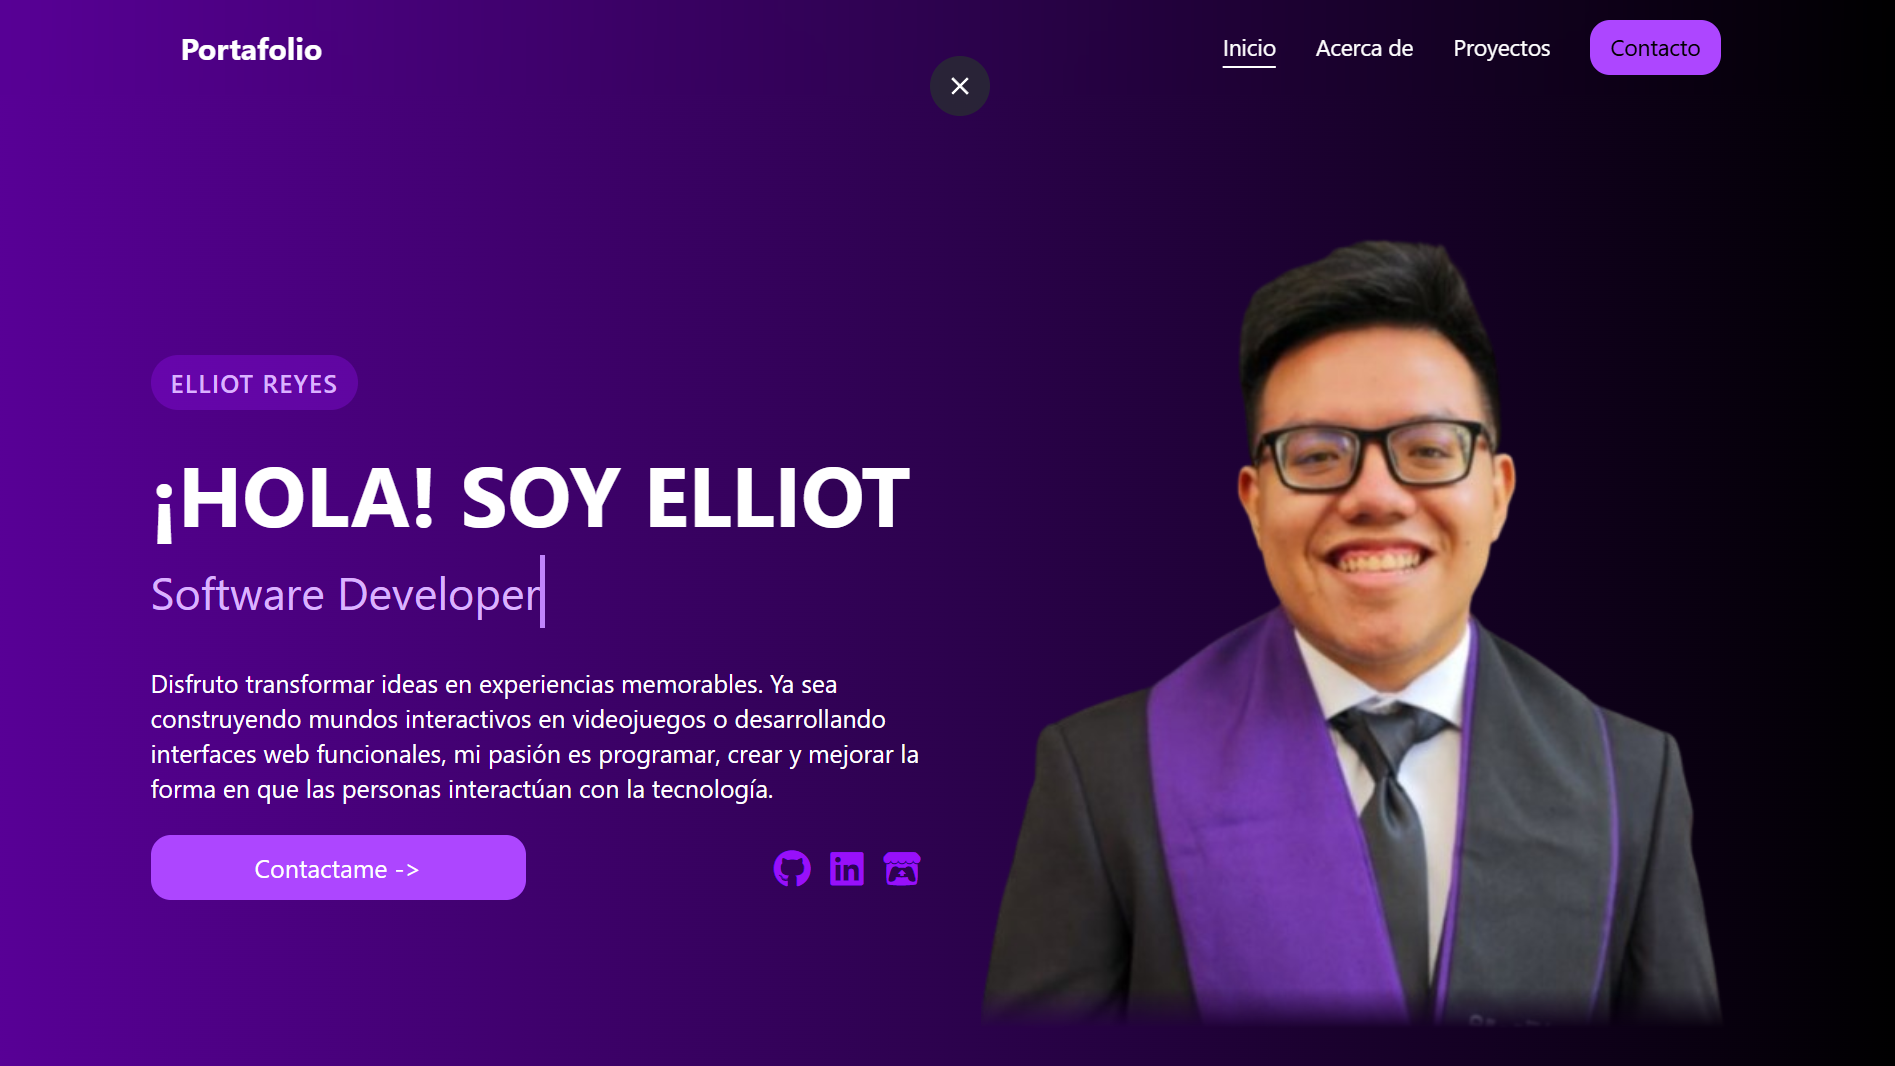 Portafolio
Inicio
Acerca de
Proyectos
Contacto
ELLIOT REYES
¡HOLA! SOY ELLIOT
Software Developer
Disfruto transformar ideas en experiencias memorables. Ya sea
construyendo mundos interactivos en videojuegos o desarrollando
interfaces web funcionales, mi pasión es programar, crear y mejorar la
forma en que las personas interactúan con la tecnología.
Contactame ->
in